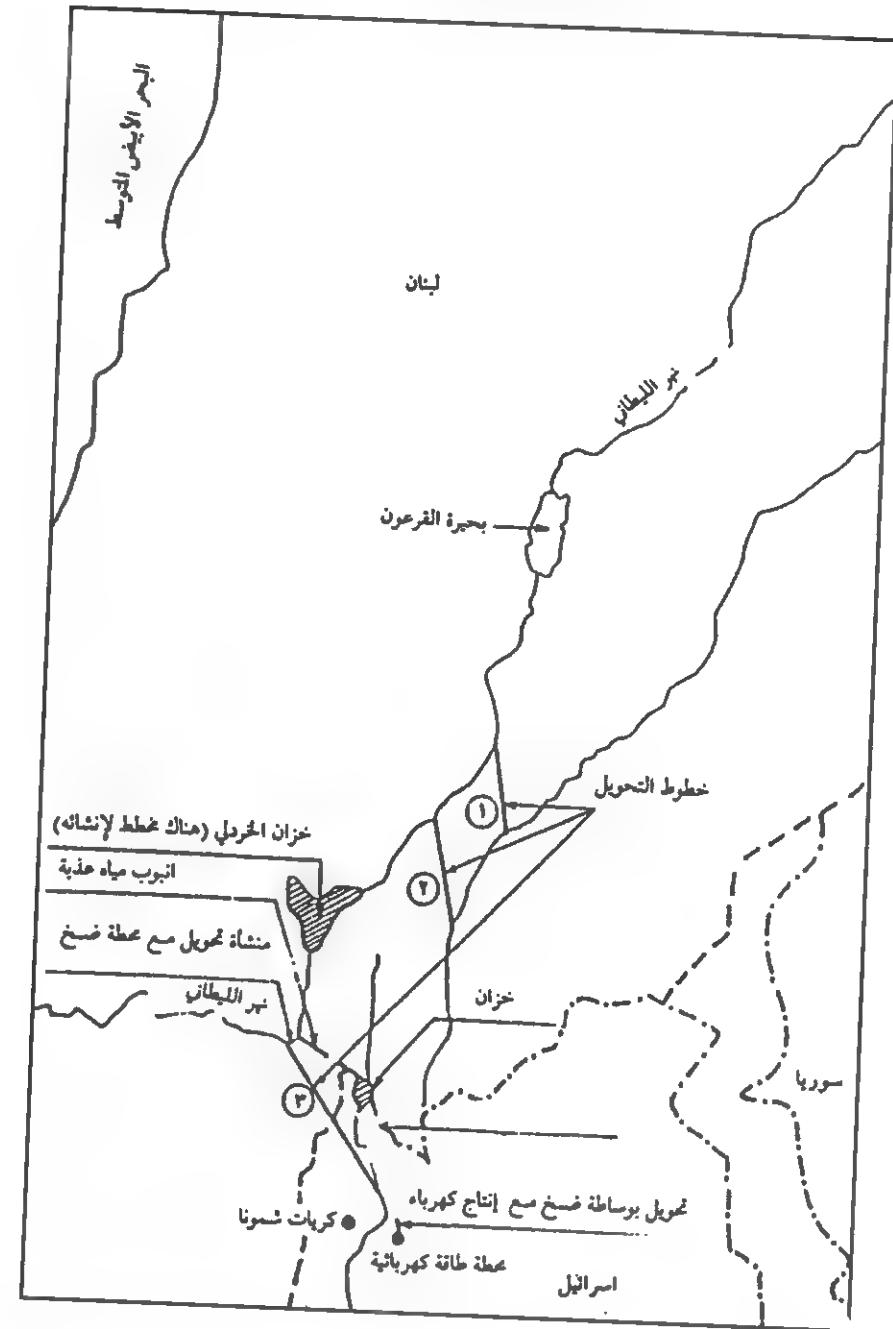 البحر الأبيض المتوسط
لبنان
نهر الليطاني
بحيرة القرعون
خطوط التحويل
١
٢
خزان الخردلي (هناك مخطط لإنشائه)
انبوب مياه عذبة
منشأة تحويل مع محطة ضخ
نهر الليطاني
خزان
سوريا
٣
تحويل بوساطة ضخ مع إنتاج كهرباء
كريات شمونا
محطة طاقة كهربائية
اسرائيل